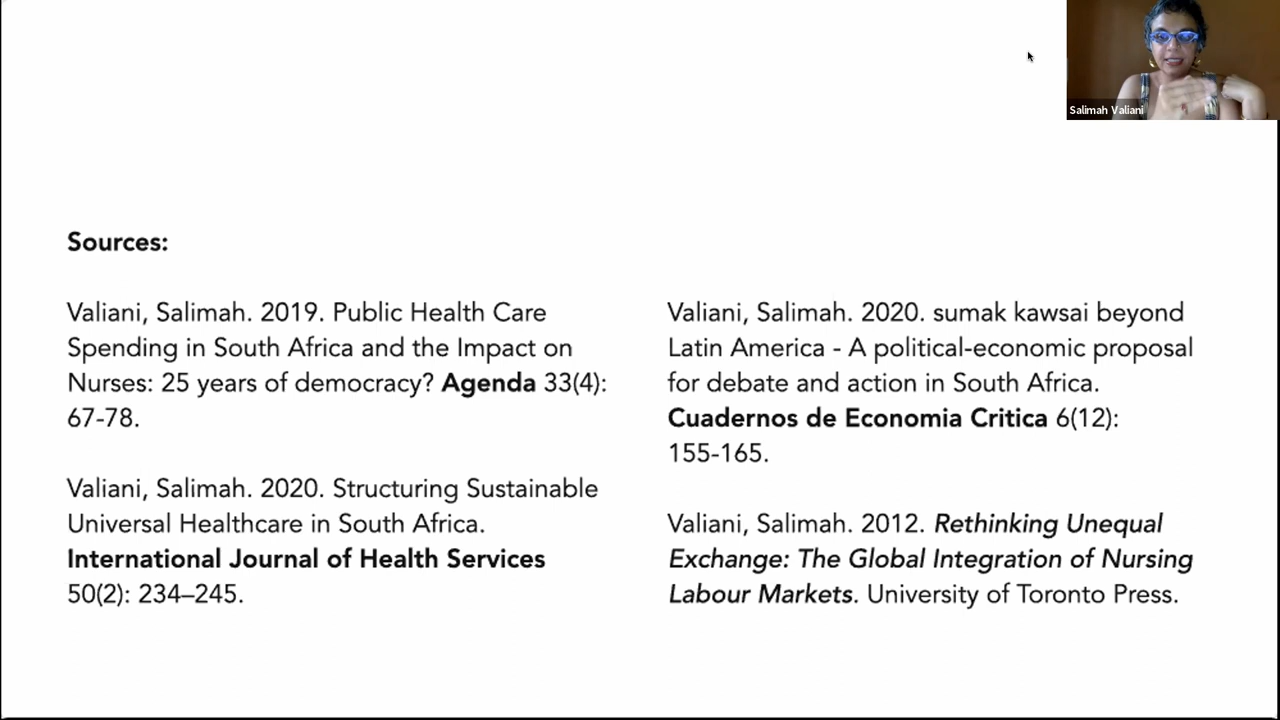 Salimah Valiani
Sources:
Valiani, Salimah. 2019. Public Health Care
Spending in South Africa and the Impact on
Nurses: 25 years of democracy? Agenda 33(4):
67-78.
Valiani, Salimah. 2020. Structuring Sustainable
Universal Healthcare in South Africa.
International Journal of Health Services
50(2): 234–245.
Valiani, Salimah. 2020. sumak kawsai beyond
Latin America - A political-economic proposal
for debate and action in South Africa.
Cuadernos de Economia Critica 6(12):
155-165.
Valiani, Salimah. 2012. Rethinking Unequal
Exchange: The Global Integration of Nursing
Labour Markets. University of Toronto Press.